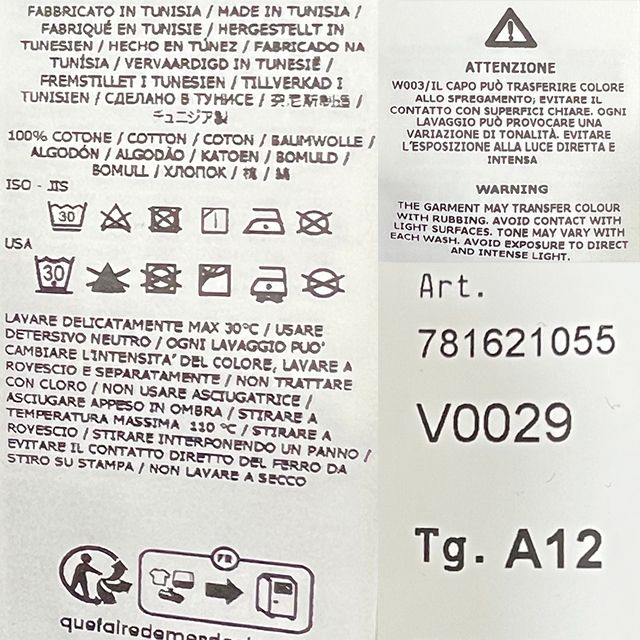 FABBRICATO IN TUNISIA / MADE IN TUNISIA /
FABRIQUÉ EN TUNISIE / HERGESTELLT IN
TUNESIEN / HECHO EN TÚNEZ / FABRICADO NA
TUNÍSIA / VERVAARDIGD IN TUNESIË /
FREMSTILLET I TUNESIEN / TILLVERKAD I
TUNISIEN / СДЕЛАНО В ТУНИСЕ /
チュニジア製
100% COTONE / COTTON / COTON / BAUMWOLLE /
ALGODÓN / ALGODÃO / KATOEN / BOMULD /
BOMULL / ХЛОПОК /
ISO - JIS
30
USA
30
LAVARE DELICATAMENTE MAX 30°C / USARE
DETERSIVO NEUTRO / OGNI LAVAGGIO PUO'
CAMBIARE L'INTENSITA' DEL COLORE, LAVARE A
ROVESCIO E SEPARATAMENTE / NON TRATTARE
CON CLORO / NON USARE ASCIUGATRICE /
ASCIUGARE APPESO IN OMBRA / STIRARE A
TEMPERATURA MASSIMA 110 °C / STIRARE A
ROVESCIO / STIRARE INTERPONENDO UN PANNO /
EVITARE IL CONTATTO DIRETTO DEL FERRO DA
STIRO SU STAMPA / NON LAVARE A SECCO
FR
ATTENZIONE
W003/IL CAPO PUÒ TRASFERIRE COLORE
ALLO SFREGAMENTO; EVITARE IL
CONTATTO CON SUPERFICI CHIARE. OGNI
LAVAGGIO PUÒ PROVOCARE UNA
VARIAZIONE DI TONALITÀ. EVITARE
L'ESPOSIZIONE ALLA LUCE DIRETTA E
INTENSA
WARNING
THE GARMENT MAY TRANSFER COLOUR
WITH RUBBING. AVOID CONTACT WITH
LIGHT SURFACES. TONE MAY VARY WITH
EACH WASH. AVOID EXPOSURE TO DIRECT
AND INTENSE LIGHT.
Art.
781621055
V0029
Tg. A12